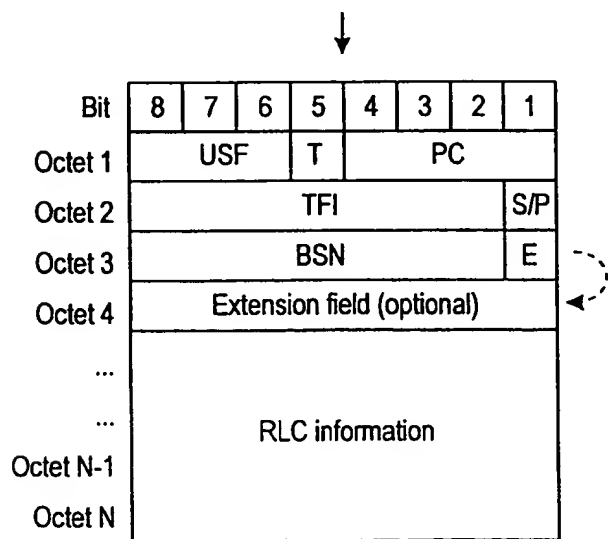 Bit 8 7 6 5 4 3 2 1
Octet 1 USF T PC
Octet 2 TFI S/P
Octet 3 BSN E
Octet 4 Extension field (optional)
...
...
RLC information
Octet N-1
Octet N